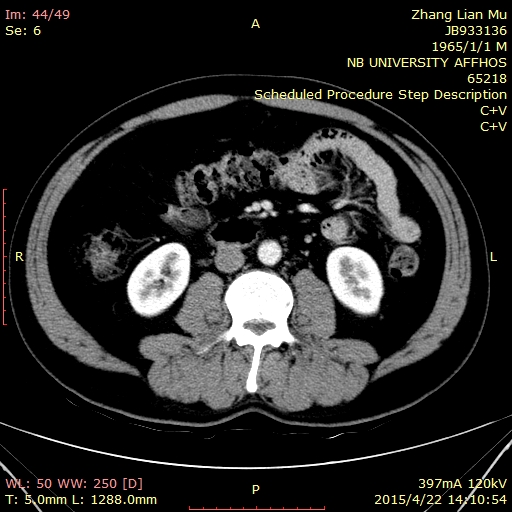 Im: 44/49
Se: 6
A
Zhang Lian Mu
JB933136
1965/1/1 M
NB UNIVERSITY AFFHOS
65218
Scheduled Procedure Step Description
C+V
C+V
R
L
WL: 50 WW: 250 [D]
T: 5.0mm L: 1288.0mm
P
397mA 120kV
2015/4/22 14:10:54